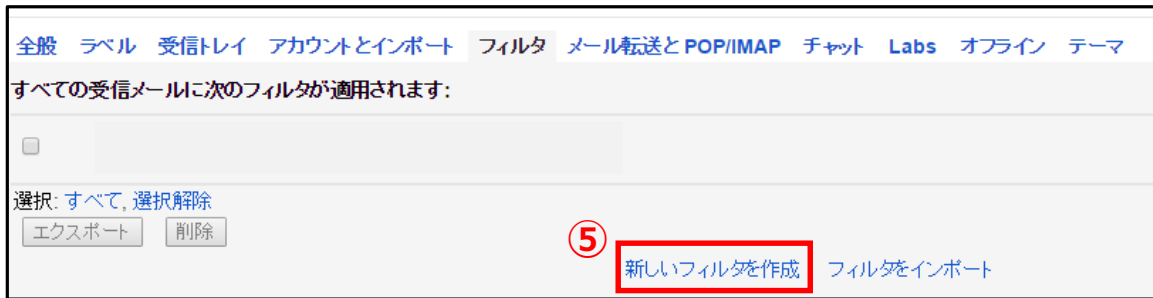 全般 ラベル 受信トレイ アカウントとインポート フィルタ メール転送と POP/IMAP チャット Labs オフライン テーマ
すべての受信メールに次のフィルタが適用されます:
選択: すべて, 選択解除
エクスポート 削除
⑤
新しいフィルタを作成 フィルタをインポート